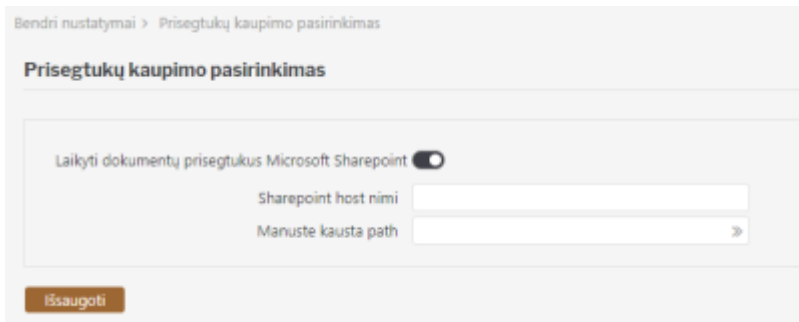 Bendri nustatymai > Prisegtukų kaupimo pasirinkimas
Prisegtukų kaupimo pasirinkimas
Laikyti dokumentų prisegtukus Microsoft Sharepoint
Sharepoint host nimi
Manuste kausta path
Išsaugoti